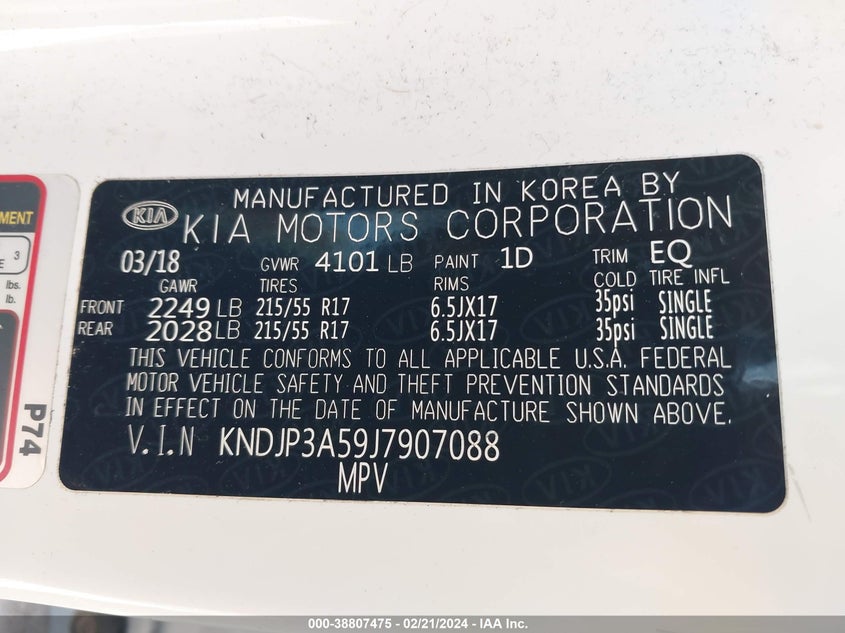 MANUFACTURED IN KOREA BY
KIA KIA MOTORS CORPORATION
03/18 GVWR 4101 LB PAINT 1D TRIM EQ
GAWR TIRES RIMS COLD TIRE INFL
FRONT 2249 LB 215/55 R17 6.5JX17 35psi SINGLE
REAR 2028 LB 215/55 R17 6.5JX17 35psi SINGLE
THIS VEHICLE CONFORMS TO ALL APPLICABLE U.S.A. FEDERAL
MOTOR VEHICLE SAFETY AND THEFT PREVENTION STANDARDS
IN EFFECT ON THE DATE OF MANUFACTURE SHOWN ABOVE.
V.I.N KNDJP3A59J7907088
MPV
MENT
E 3
lbs.
lb.
P74
000-38807475 - 02/21/2024 - IAA Inc.